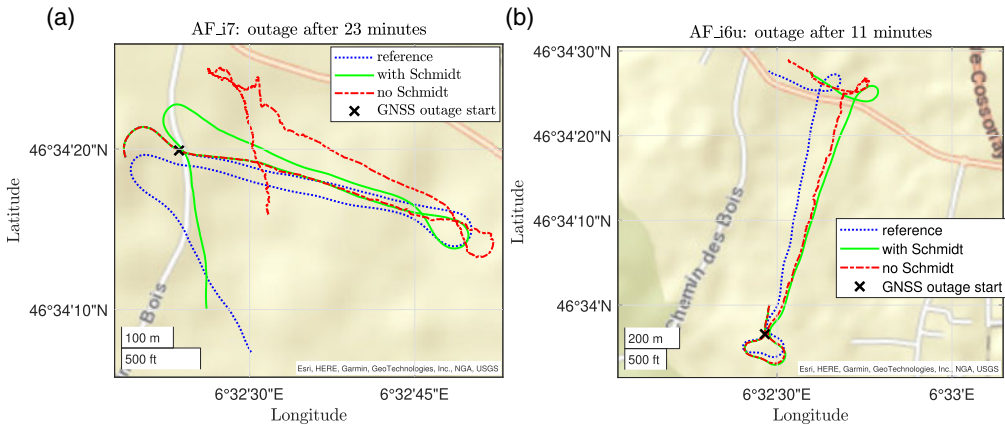 (a)
AF_i7: outage after 23 minutes
reference
with Schmidt
no Schmidt
GNSS outage start
46°34'20"N
46°34'10"N
Latitude
Bois
100 m
500 ft
Esri, HERE, Garmin, GeoTechnologies, Inc., NGA, USGS
6°32'30"E
6°32'45"E
Longitude
(b)
AF_i6u: outage after 11 minutes
46°34'30"N
46°34'20"N
46°34'10"N
46°34'N
Latitude
Chemin des Bois
de Cossonay
reference
with Schmidt
no Schmidt
GNSS outage start
200 m
500 ft
Esri, HERE, Garmin, GeoTechnologies, Inc., NGA, USGS
6°32'30"E
6°33'E
Longitude